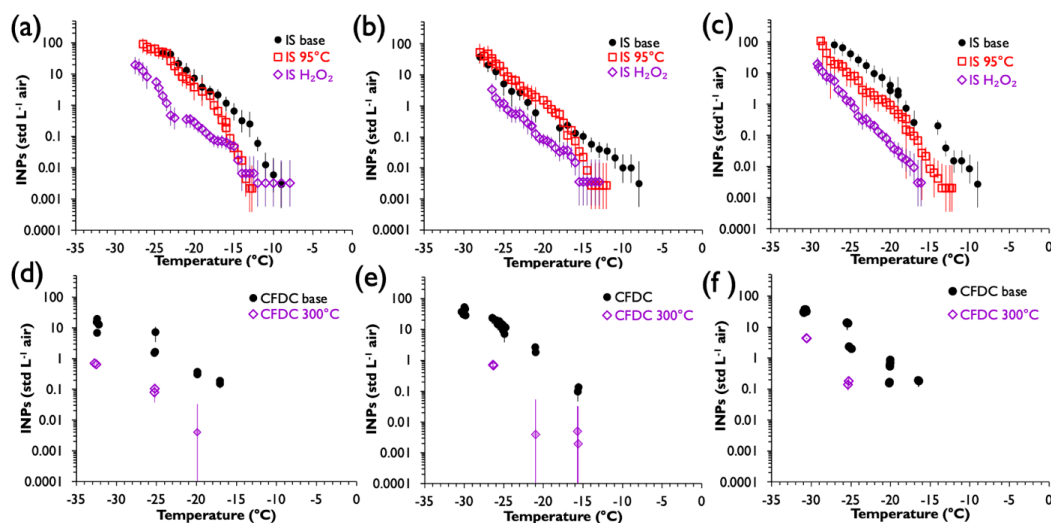 (a)
IS base
IS 95°C
IS H₂O₂
INPs (std L⁻¹ air)
100
10
1
0.1
0.01
0.001
0.0001
-35 -30 -25 -20 -15 -10 -5 0
Temperature (°C)
(b)
IS base
IS 95°C
IS H₂O₂
INPs (std L⁻¹ air)
100
10
1
0.1
0.01
0.001
0.0001
-35 -30 -25 -20 -15 -10 -5 0
Temperature (°C)
(c)
IS base
IS 95°C
IS H₂O₂
INPs (std⁻¹ L⁻¹ air)
100
10
1
0.1
0.01
0.001
0.0001
-35 -30 -25 -20 -15 -10 -5 0
Temperature (°C)
(d)
CFDC base
CFDC 300°C
INPs (std L⁻¹ air)
100
10
1
0.1
0.01
0.001
0.0001
-35 -30 -25 -20 -15 -10 -5 0
Temperature (°C)
(e)
CFDC
CFDC 300°C
INPs (std L⁻¹ air)
100
10
1
0.1
0.01
0.001
0.0001
-35 -30 -25 -20 -15 -10 -5 0
Temperature (°C)
(f)
CFDC base
CFDC 300°C
INPs (std L⁻¹ air)
100
10
1
0.1
0.01
0.001
0.0001
-35 -30 -25 -20 -15 -10 -5 0
Temperature (°C)